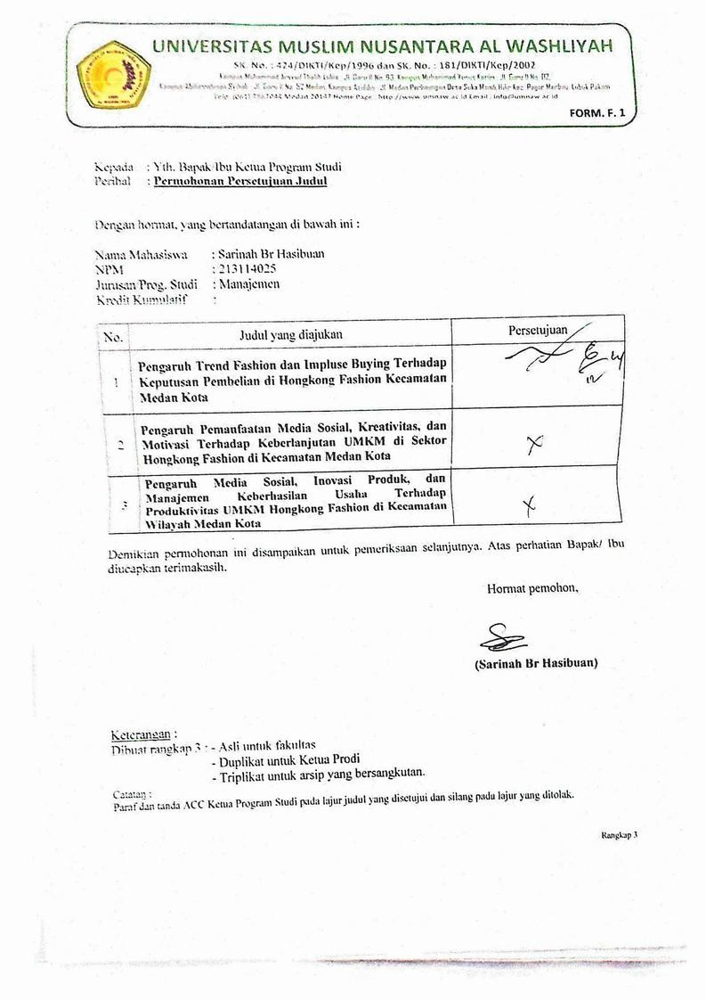 UNIVERSITAS MUSLIM NUSANTARA AL WASHLIYAH
SK. No. : 424/DIKTI/Kep/1996 dan SK. No. : 181/DIKTI/Kep/2002
Kampus Muhammad Arsyad Thalib Lubis Jl. Garu II No. 93, Kampus Muhammad Yunus Karim Jl. Garu II No. 02,
Kampus Abdurrahman Syihab Jl. Garu II No. 52 Medan, Kampus Aziddin Jl. Medan Perbaungan Desa Suka Mandi Hilir Kec. Pagar Merbau, Lubuk Pakam
Telp. (061) 7867044 Medan 20147 Home Page : http://www.umnaw.ac.id Email : info@umnaw.ac.id
FORM. F. 1
Kepada : Yth. Bapak/Ibu Ketua Program Studi
Perihal : Permohonan Persetujuan Judul
Dengan hormat, yang bertandatangan di bawah ini :
Nama Mahasiswa : Sarinah Br Hasibuan
NPM : 213114025
Jurusan/Prog. Studi : Manajemen
Kredit Kumulatif :
No. Judul yang diajukan Persetujuan
1 Pengaruh Trend Fashion dan Impluse Buying Terhadap
Keputusan Pembelian di Hongkong Fashion Kecamatan
Medan Kota
2 Pengaruh Pemanfaatan Media Sosial, Kreativitas, dan
Motivasi Terhadap Keberlanjutan UMKM di Sektor
Hongkong Fashion di Kecamatan Medan Kota
3 Pengaruh Media Sosial, Inovasi Produk, dan
Manajemen Keberhasilan Usaha Terhadap
Produktivitas UMKM Hongkong Fashion di Kecamatan
Wilayah Medan Kota
Demikian permohonan ini disampaikan untuk pemeriksaan selanjutnya. Atas perhatian Bapak/ Ibu
diucapkan terimakasih.
Hormat pemohon,
(Sarinah Br Hasibuan)
Keterangan :
Dibuat rangkap 3 : - Asli untuk fakultas
- Duplikat untuk Ketua Prodi
- Triplikat untuk arsip yang bersangkutan.
Catatan :
Paraf dan tanda ACC Ketua Program Studi pada lajur judul yang disetujui dan silang padu lajur yang ditolak.
Rangkap 3